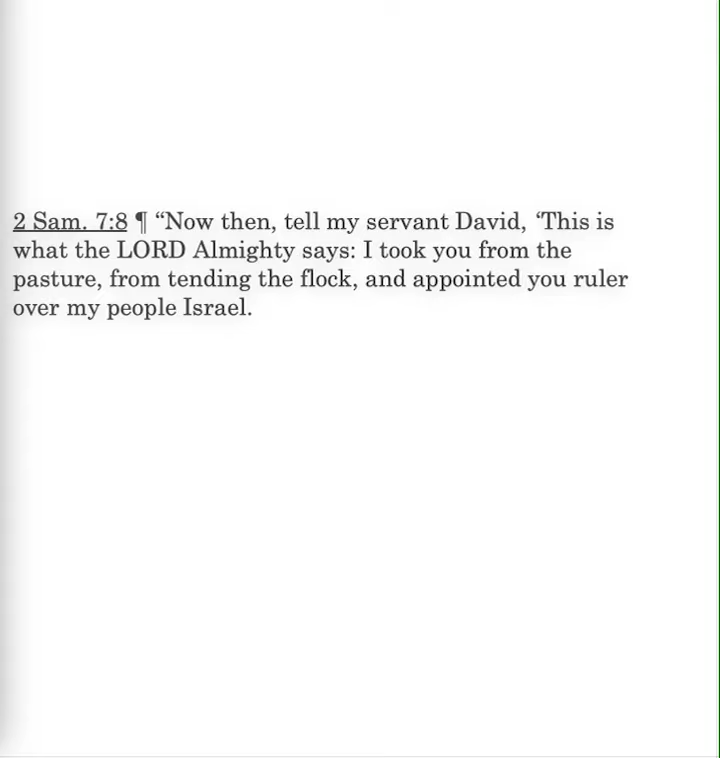 2 Sam. 7:8 ¶ “Now then, tell my servant David, ‘This is
what the LORD Almighty says: I took you from the
pasture, from tending the flock, and appointed you ruler
over my people Israel.